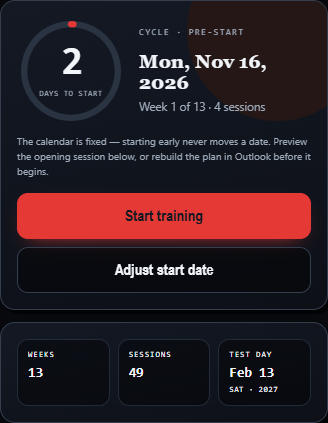 2
DAYS TO START
CYCLE · PRE-START
Mon, Nov 16,
2026
Week 1 of 13 · 4 sessions
The calendar is fixed — starting early never moves a date. Preview
the opening session below, or rebuild the plan in Outlook before it
begins.
Start training
Adjust start date
WEEKS
13
SESSIONS
49
TEST DAY
Feb 13
SAT · 2027